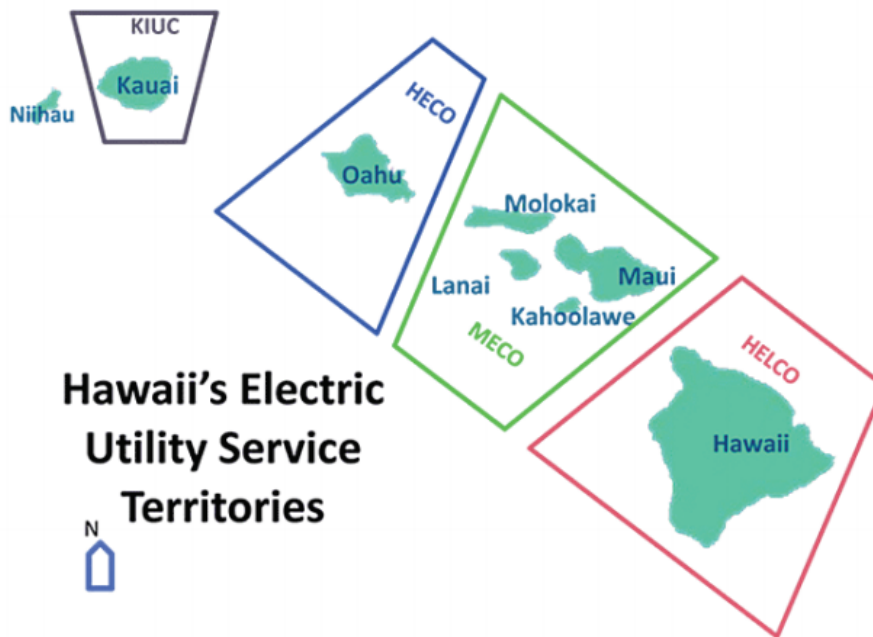 KIUC
Kauai
Niihau
HECO
Oahu
Molokai
Lanai
Maui
Kahoolawe
MECO
HELCO
Hawaii
Hawaii’s Electric
Utility Service
Territories
N